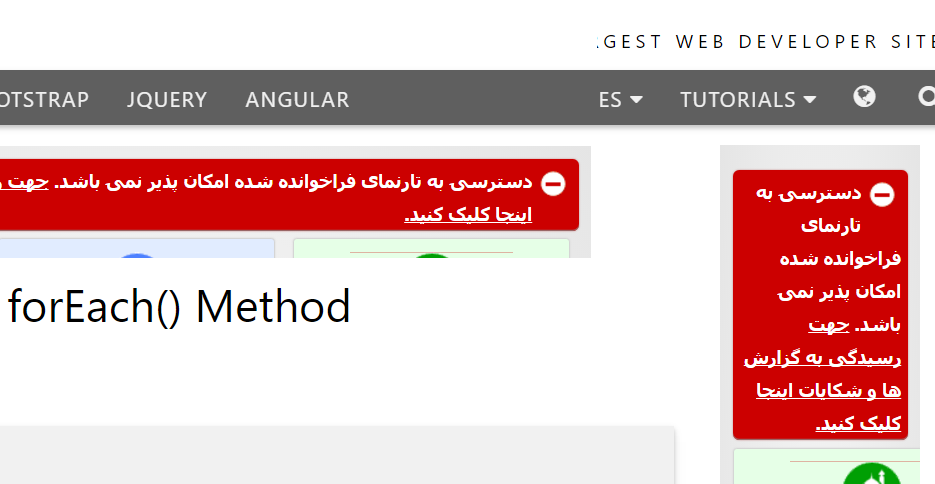 .GEST WEB DEVELOPER SITE
OTSTRAP JQUERY ANGULAR ES TUTORIALS
دسترسی به تارنمای فراخوانده شده امکان پذیر نمی باشد. جهت
اینجا کلیک کنید.
forEach() Method
دسترسی به
تارنمای
فراخوانده شده
امکان پذیر نمی
باشد. جهت
رسیدگی به گزارش
ها و شکایات اینجا
کلیک کنید.